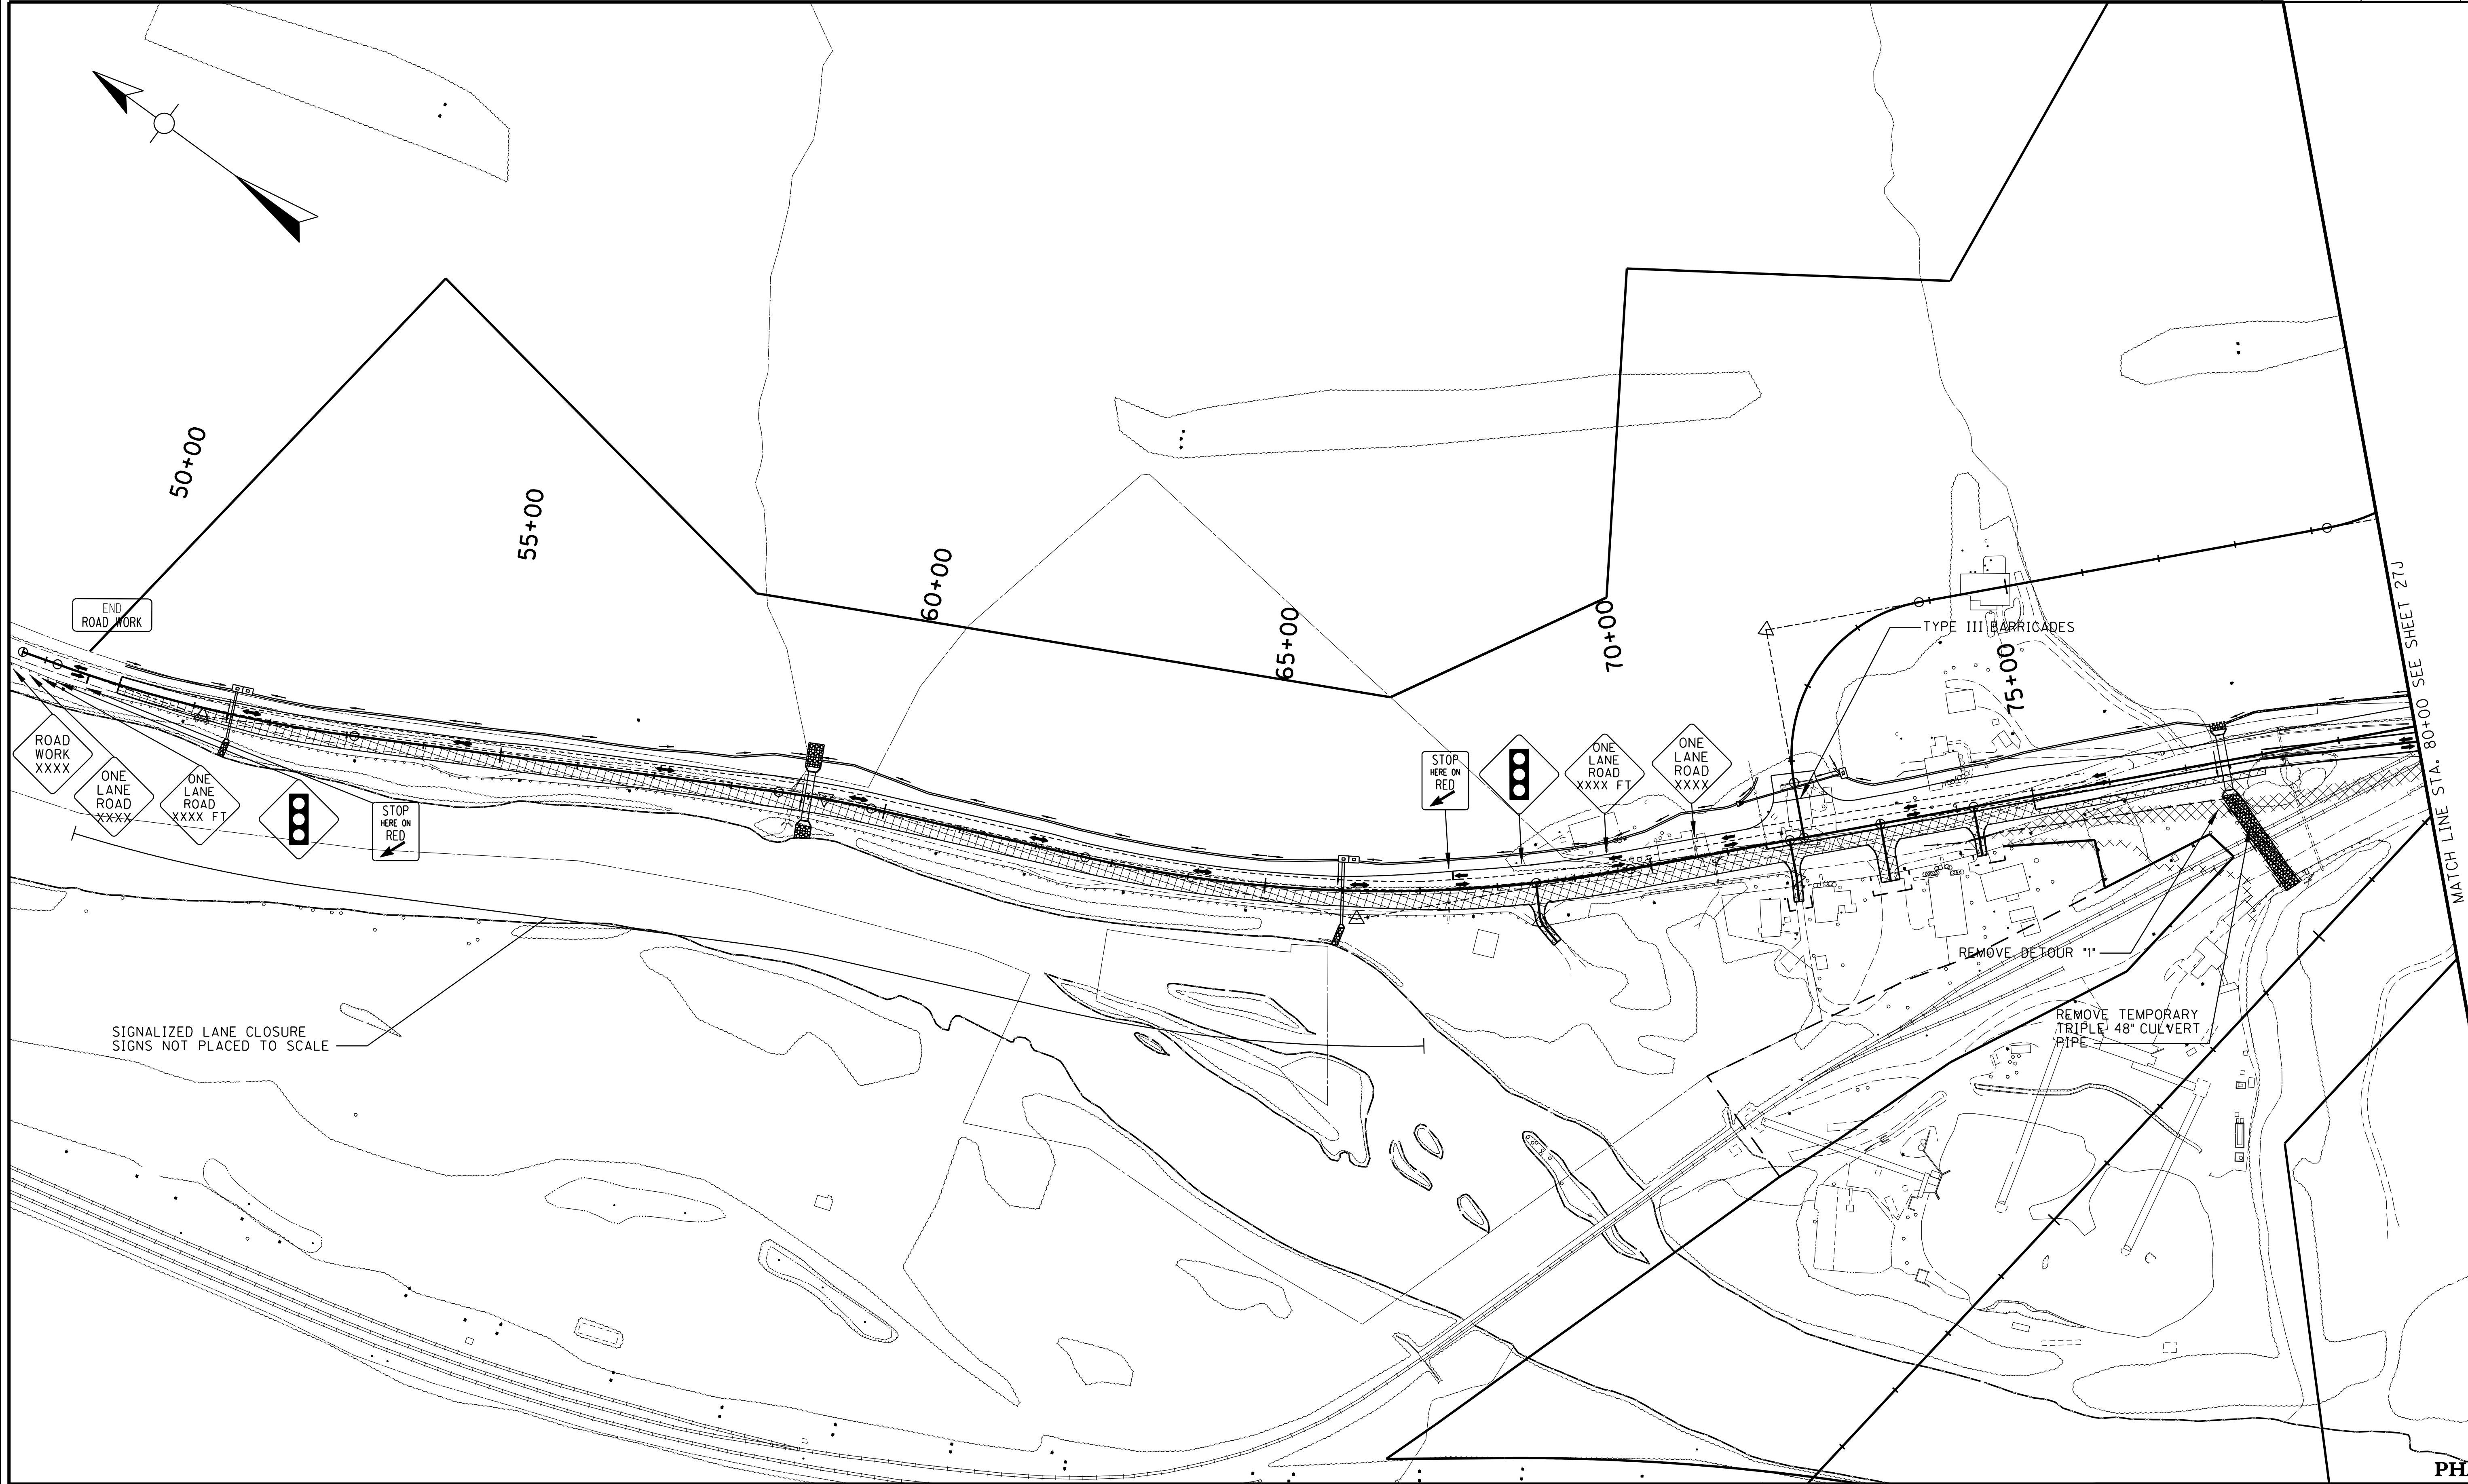 50+00
55+00
60+00
65+00
70+00
75+00
MATCH LINE STA. 80+00 SEE SHEET 27J
END
ROAD WORK
TYPE III BARRICADES
ROAD
WORK
XXXX
ONE
LANE
ROAD
XXXX
ONE
LANE
ROAD
XXXX FT
STOP
HERE ON
RED
STOP
HERE ON
RED
ONE
LANE
ROAD
XXXX FT
ONE
LANE
ROAD
XXXX
REMOVE DETOUR "1"
REMOVE TEMPORARY
TRIPLE 48" CULVERT
PIPE
SIGNALIZED LANE CLOSURE
SIGNS NOT PLACED TO SCALE
PH